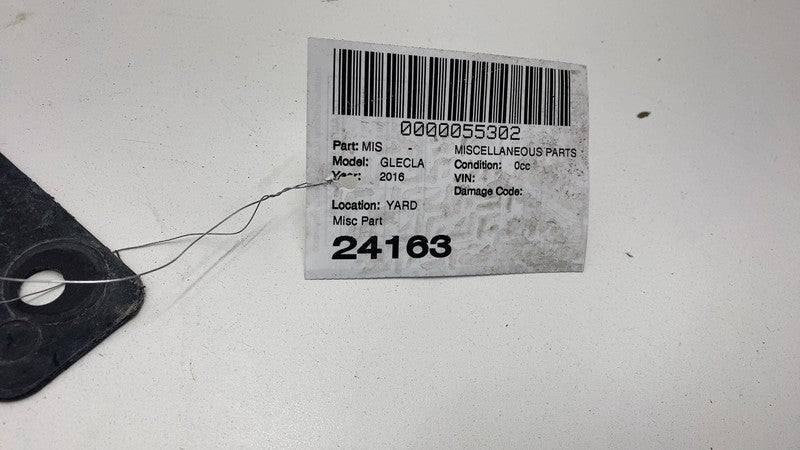 0000055302
Part: MIS - MISCELLANEOUS PARTS
Model: GLECLA Condition: 0cc
Year: 2016 VIN:
Damage Code:
Location: YARD
Misc Part
24163